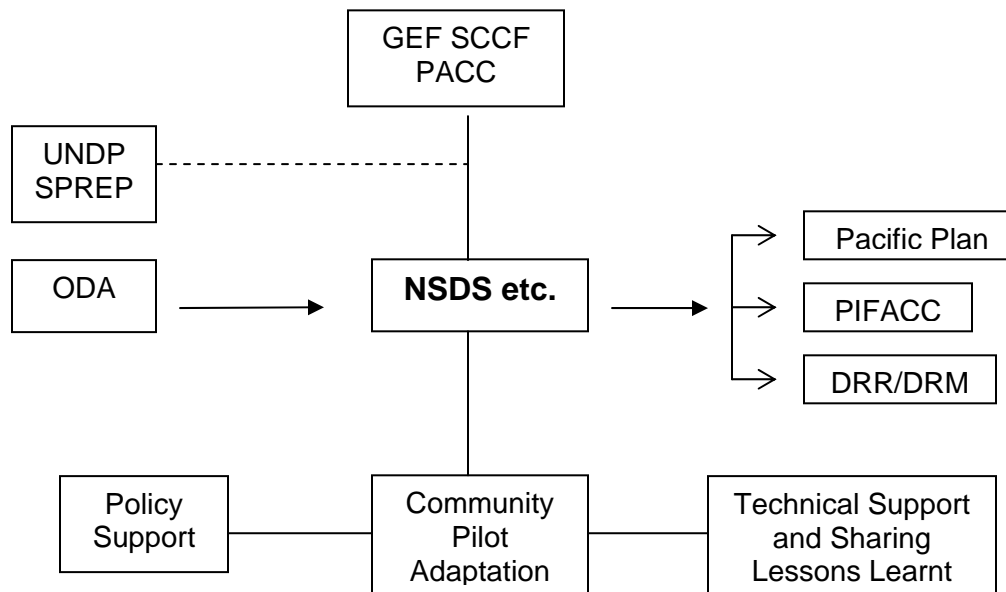 GEF SCCF
PACC
UNDP
SPREP
ODA
NSDS etc.
Pacific Plan
PIFACC
DRR/DRM
Policy
Support
Community
Pilot
Adaptation
Technical Support
and Sharing
Lessons Learnt